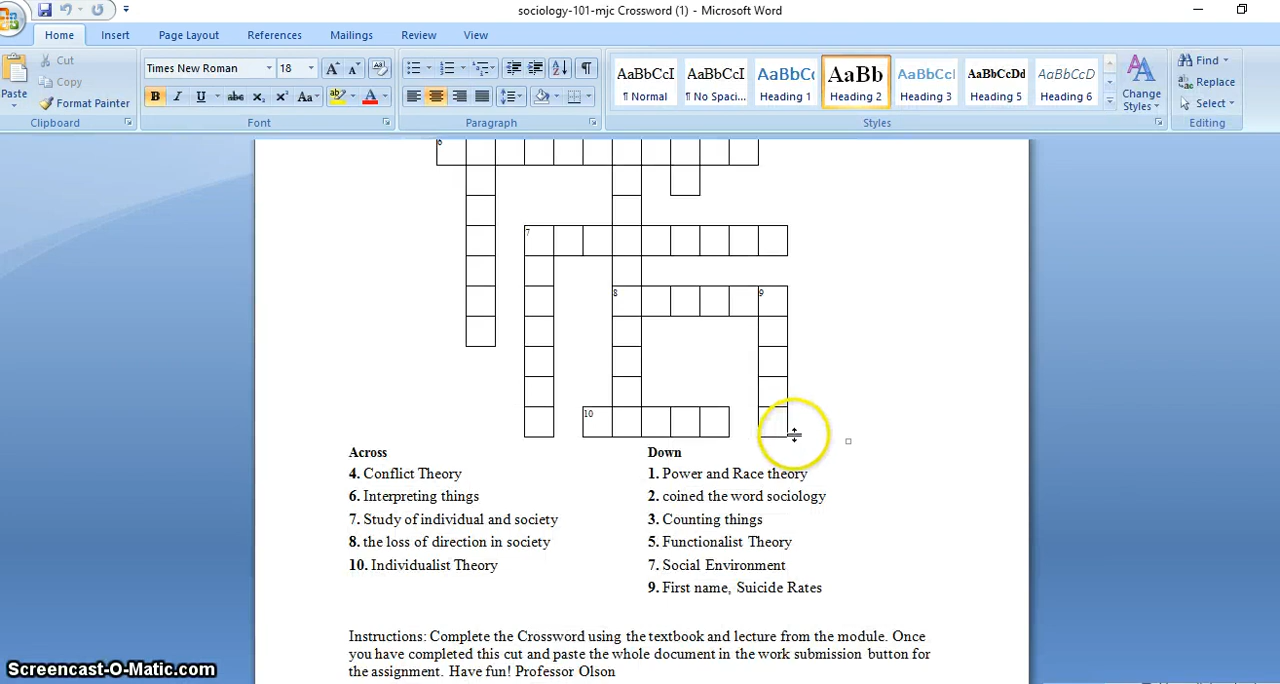 sociology-101-mjc Crossword (1) - Microsoft Word
Home Insert Page Layout References Mailings Review View
Paste
Cut
Copy
Format Painter
Clipboard
Times New Roman 18
B I U abc X₂ X² Aa
Font
Paragraph
AaBbCcI AaBbCcI AaBbC AaBb AaBbCcI AaBbCcDd AaBbCcD
¶ Normal ¶ No Spaci... Heading 1 Heading 2 Heading 3 Heading 5 Heading 6
Change
Styles
Styles
Find
Replace
Select
Editing
6
7
8 9
10
Across
4. Conflict Theory
6. Interpreting things
7. Study of individual and society
8. the loss of direction in society
10. Individualist Theory
Down
1. Power and Race theory
2. coined the word sociology
3. Counting things
5. Functionalist Theory
7. Social Environment
9. First name, Suicide Rates
Instructions: Complete the Crossword using the textbook and lecture from the module. Once
you have completed this cut and paste the whole document in the work submission button for
the assignment. Have fun! Professor Olson
Screencast-O-Matic.com